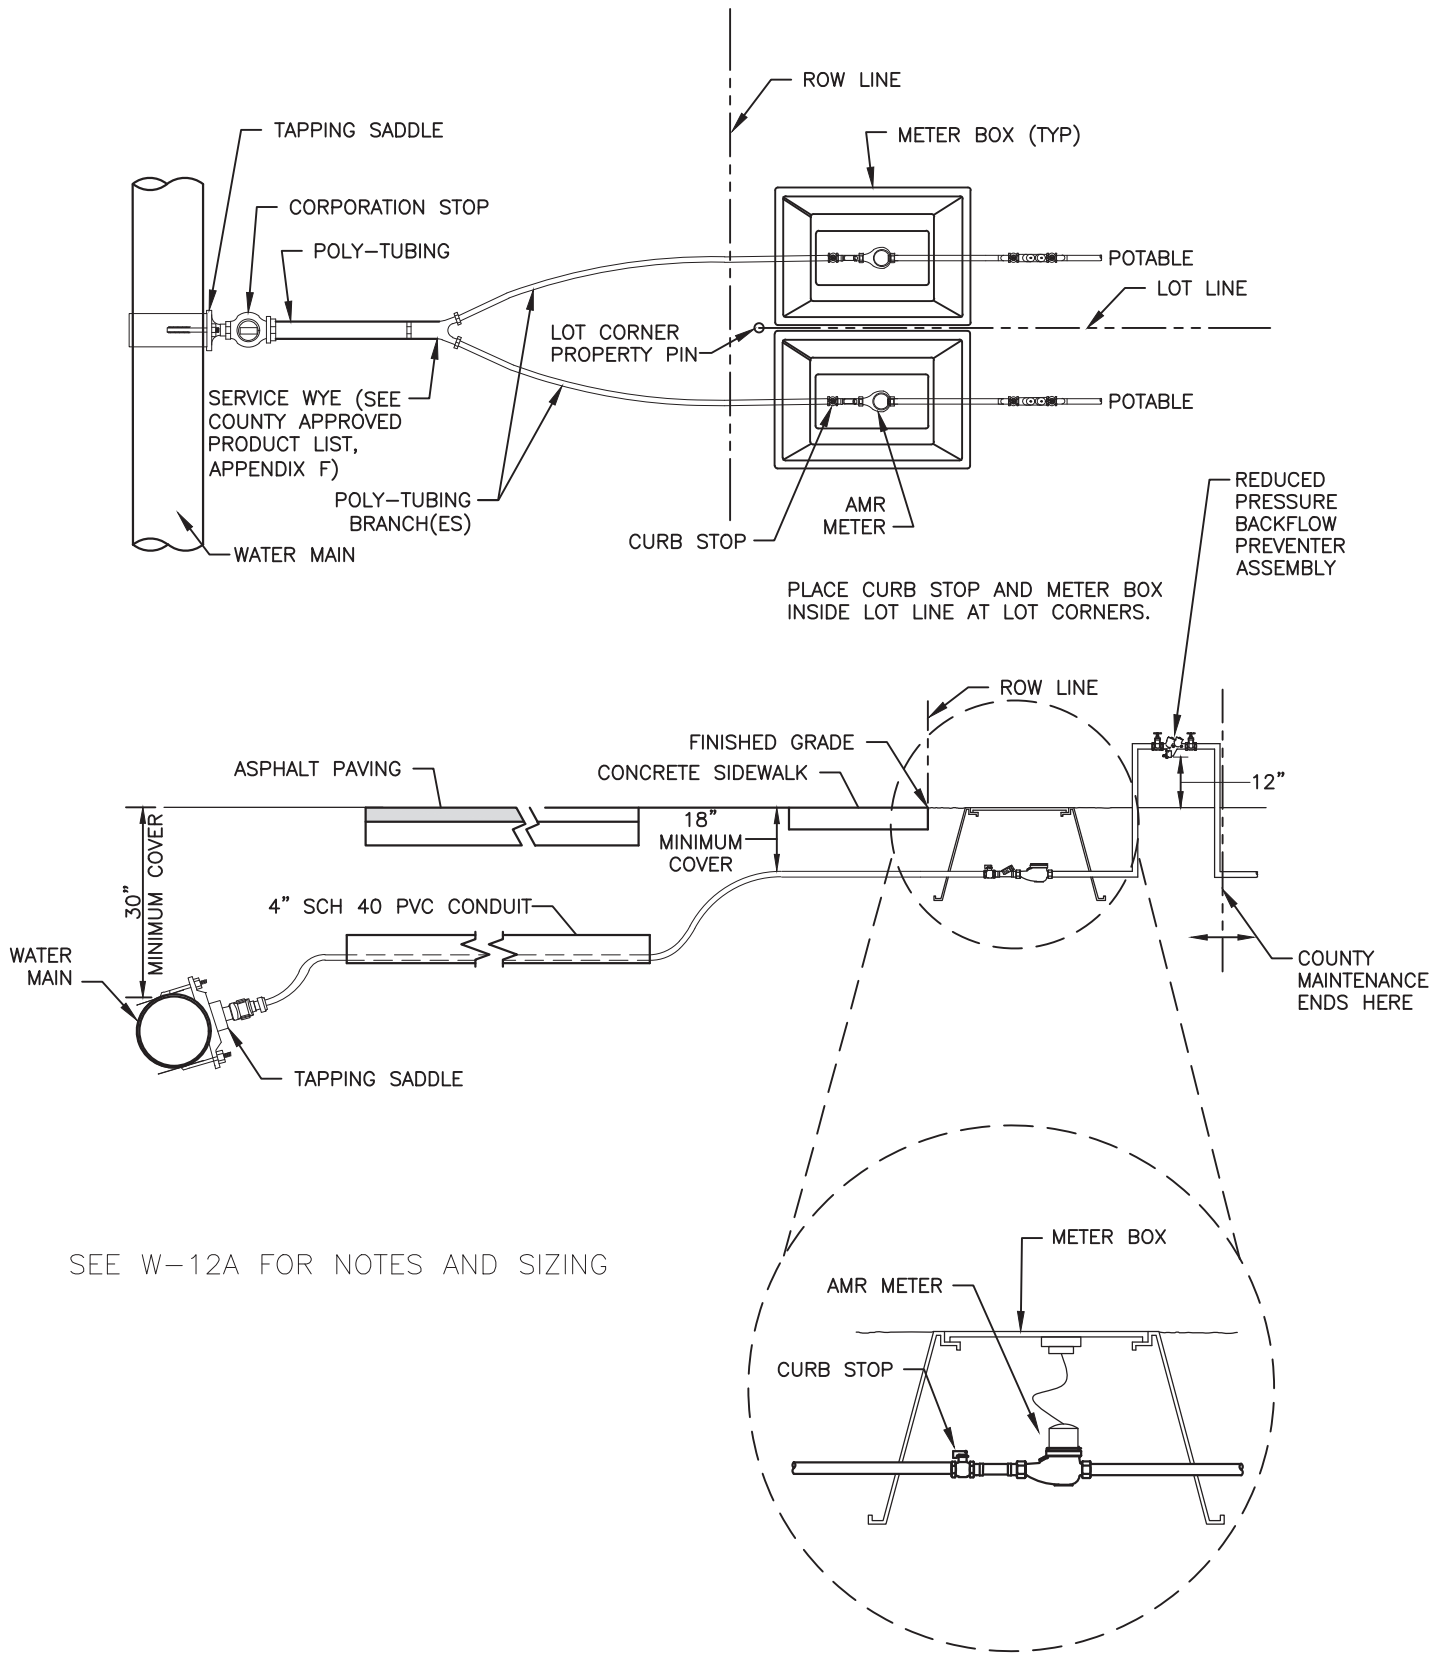 ROW LINE
TAPPING SADDLE
METER BOX (TYP)
CORPORATION STOP
POLY-TUBING
POTABLE
LOT LINE
LOT CORNER
PROPERTY PIN
SERVICE WYE (SEE
COUNTY APPROVED
PRODUCT LIST,
APPENDIX F)
POTABLE
POLY-TUBING
BRANCH(ES)
AMR
METER
CURB STOP
WATER MAIN
REDUCED
PRESSURE
BACKFLOW
PREVENTER
ASSEMBLY
PLACE CURB STOP AND METER BOX
INSIDE LOT LINE AT LOT CORNERS.
ROW LINE
FINISHED GRADE
ASPHALT PAVING
CONCRETE SIDEWALK
12"
18"
MINIMUM
COVER
30"
MINIMUM COVER
4" SCH 40 PVC CONDUIT
WATER
MAIN
COUNTY
MAINTENANCE
ENDS HERE
TAPPING SADDLE
SEE W-12A FOR NOTES AND SIZING
METER BOX
AMR METER
CURB STOP